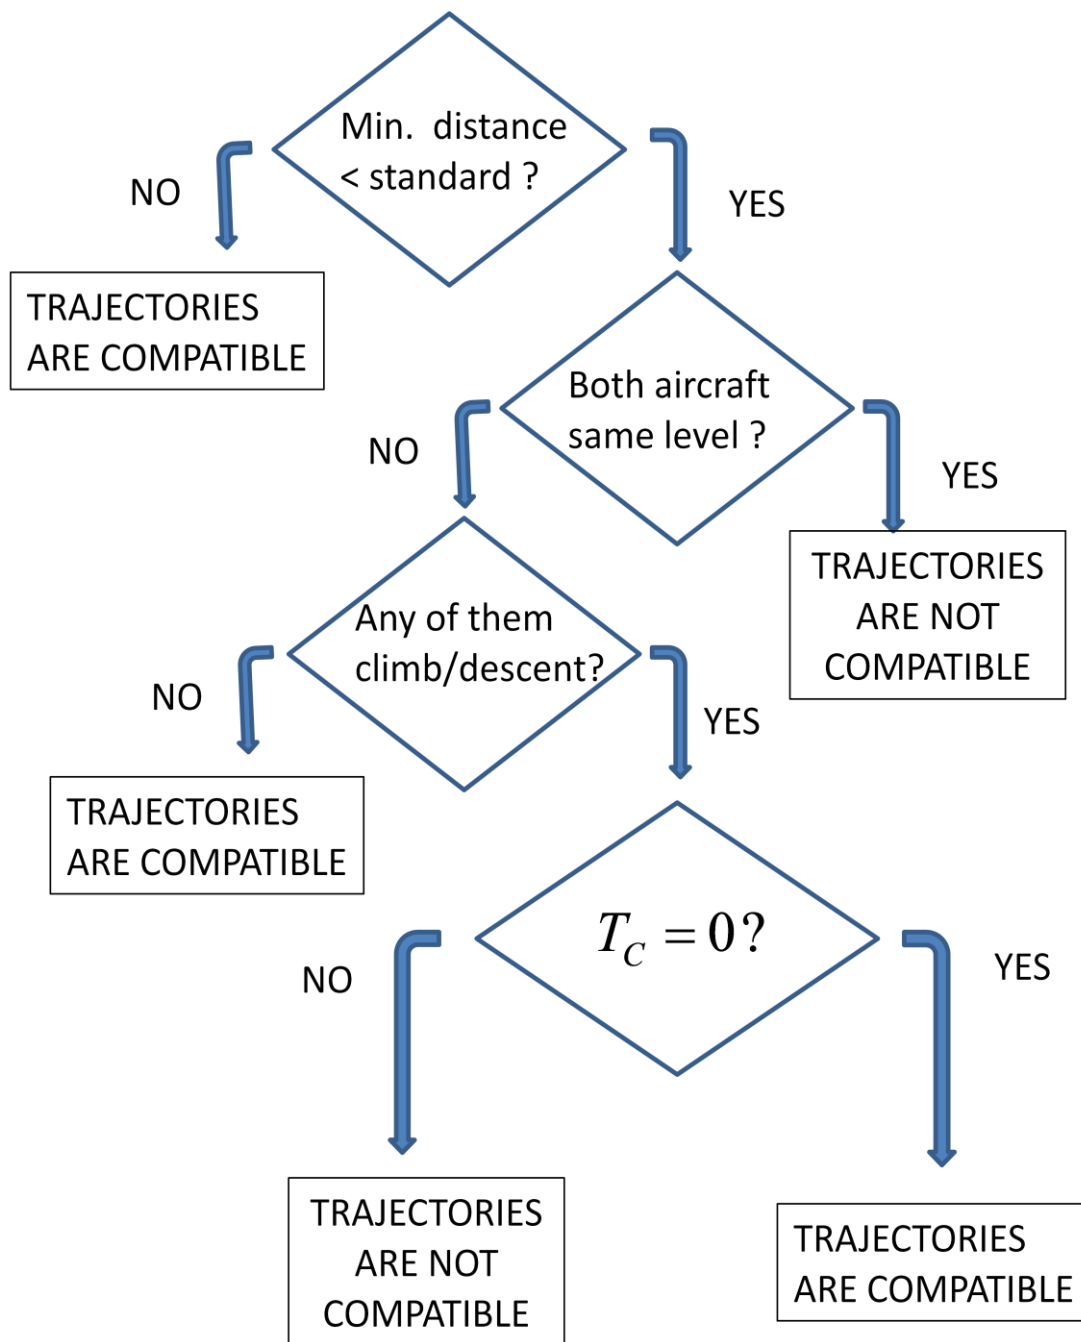 Min. distance
< standard ?
NO
YES
TRAJECTORIES
ARE COMPATIBLE
Both aircraft
same level ?
NO
YES
TRAJECTORIES
ARE NOT
COMPATIBLE
Any of them
climb/descent?
NO
YES
TRAJECTORIES
ARE COMPATIBLE
T_C = 0?
NO
YES
TRAJECTORIES
ARE NOT
COMPATIBLE
TRAJECTORIES
ARE COMPATIBLE